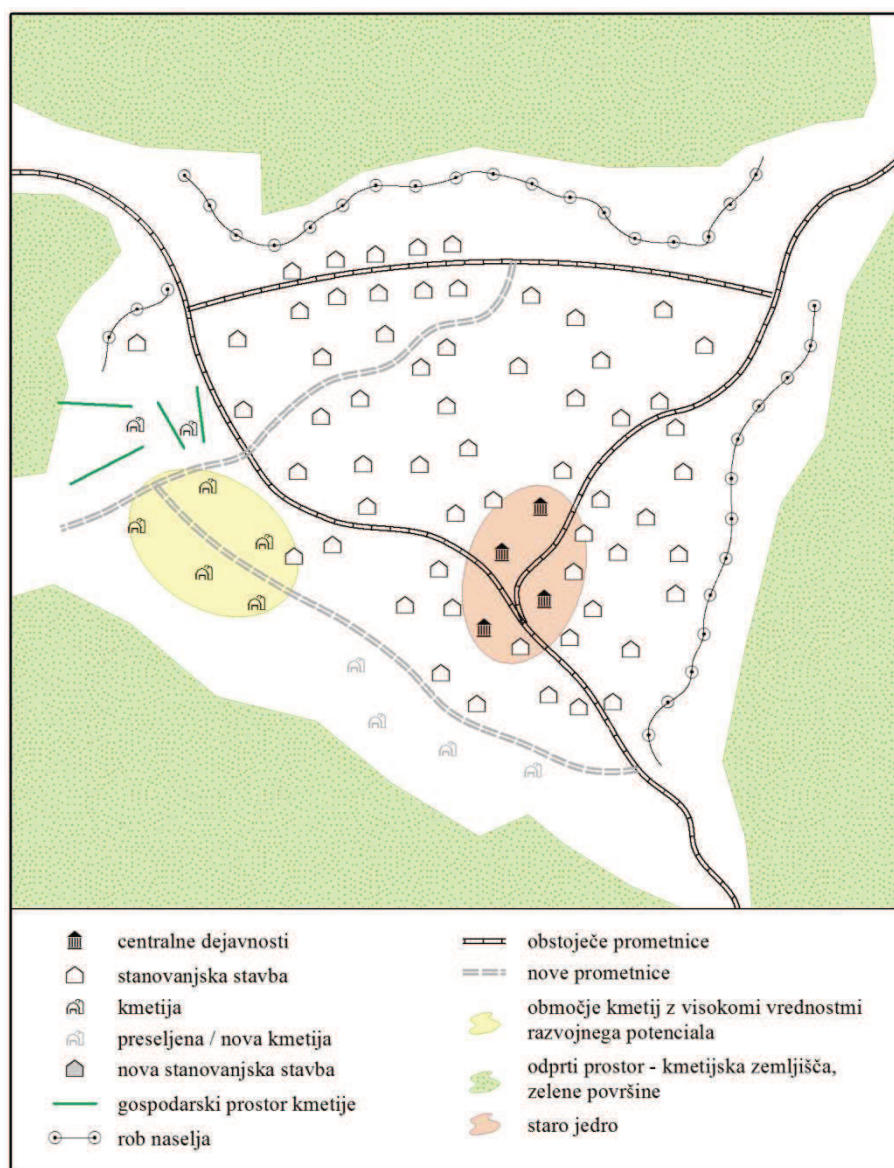 centralne dejavnosti
stanovanjska stavba
kmetija
preseljena / nova kmetija
nova stanovanjska stavba
gospodarski prostor kmetije
rob naselja
obstoječe prometnice
nove prometnice
območje kmetij z visokomi vrednostmi
razvojnega potenciala
odprti prostor - kmetijska zemljišča,
zelene površine
staro jedro